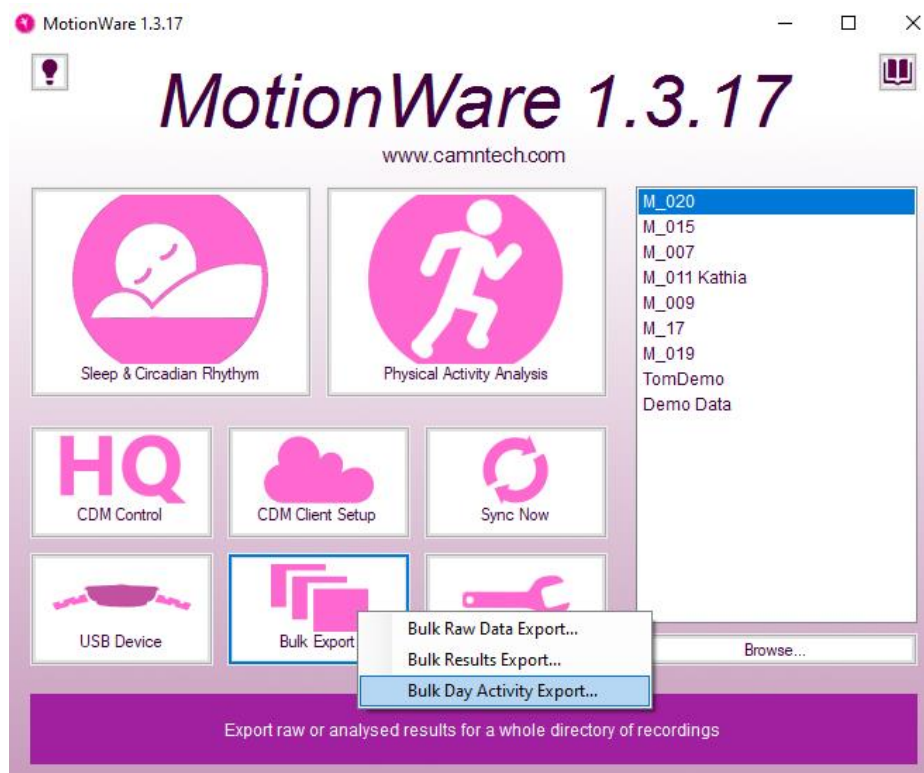 MotionWare 1.3.17
MotionWare 1.3.17
www.camntech.com
Sleep & Circadian Rhythym
Physical Activity Analysis
M_020
M_015
M_007
M_011 Kathia
M_009
M_17
M_019
TomDemo
Demo Data
HQ
CDM Control
CDM Client Setup
Sync Now
USB Device
Bulk Export
Bulk Raw Data Export...
Bulk Results Export...
Bulk Day Activity Export...
Browse...
Export raw or analysed results for a whole directory of recordings